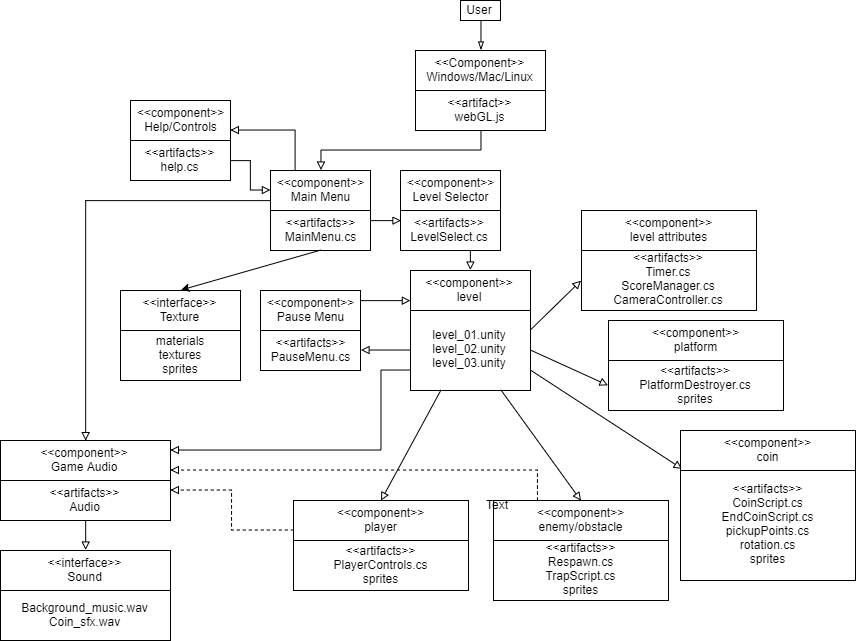 User
<<Component>>
Windows/Mac/Linux
<<artifact>>
webGL.js
<<component>>
Help/Controls
<<artifacts>>
help.cs
<<component>>
Main Menu
<<artifacts>>
MainMenu.cs
<<component>>
Level Selector
<<artifacts>>
LevelSelect.cs
<<component>>
level attributes
<<artifacts>>
Timer.cs
ScoreManager.cs
CameraController.cs
<<interface>>
Texture
materials
textures
sprites
<<component>>
Pause Menu
<<artifacts>>
PauseMenu.cs
<<component>>
level
level_01.unity
level_02.unity
level_03.unity
<<component>>
platform
<<artifacts>>
PlatformDestroyer.cs
sprites
<<component>>
Game Audio
<<artifacts>>
Audio
<<component>>
coin
<<artifacts>>
CoinScript.cs
EndCoinScript.cs
pickupPoints.cs
rotation.cs
sprites
<<component>>
player
<<artifacts>>
PlayerControls.cs
sprites
Text
<<component>>
enemy/obstacle
<<artifacts>>
Respawn.cs
TrapScript.cs
sprites
<<interface>>
Sound
Background_music.wav
Coin_sfx.wav